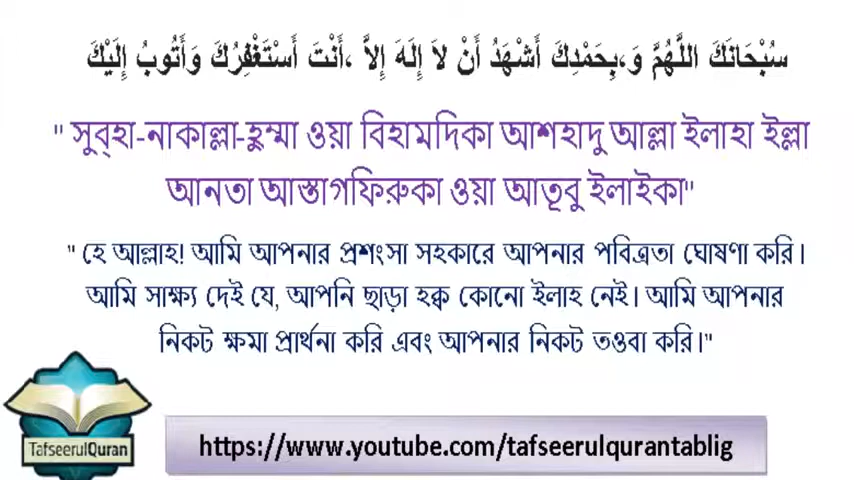 سُبْحَانَكَ اللَّهُمَّ وَ،بِحَمْدِكَ أَشْهَدُ أَنْ لاَ إِلَهَ إِلاَّ ،أَنْتَ أَسْتَغْفِرُكَ وَأَتُوبُ إِلَيْكَ
" সুব্হা-নাকাল্লা-হুম্মা ওয়া বিহামদিকা আশহাদু আল্লা ইলাহা ইল্লা
আনতা আস্তাগফিরুকা ওয়া আতূবু ইলাইকা"
" হে আল্লাহ! আমি আপনার প্রশংসা সহকারে আপনার পবিত্রতা ঘোষণা করি।
আমি সাক্ষ্য দেই যে, আপনি ছাড়া হক্ব কোনো ইলাহ নেই। আমি আপনার
নিকট ক্ষমা প্রার্থনা করি এবং আপনার নিকট তওবা করি।"
TafseerulQuran
https://www.youtube.com/tafseerulqurantablig